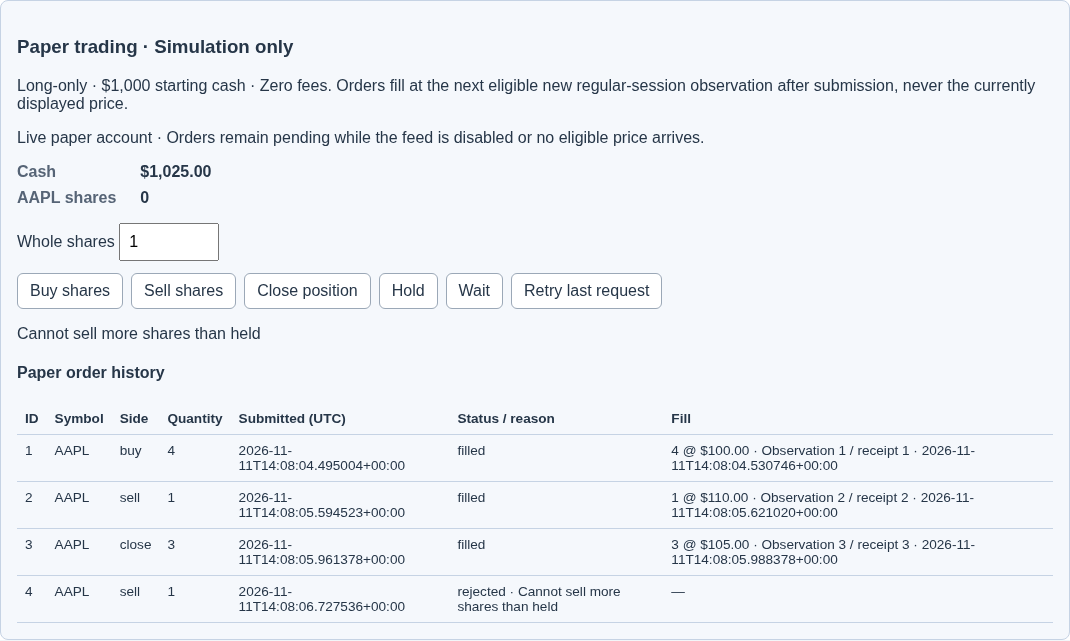 Paper trading · Simulation only
Long-only · $1,000 starting cash · Zero fees. Orders fill at the next eligible new regular-session observation after submission, never the currently
displayed price.
Live paper account · Orders remain pending while the feed is disabled or no eligible price arrives.
Cash $1,025.00
AAPL shares 0
Whole shares 1
Buy shares Sell shares Close position Hold Wait Retry last request
Cannot sell more shares than held
Paper order history
ID Symbol Side Quantity Submitted (UTC) Status / reason Fill
1 AAPL buy 4 2026-11- filled 4 @ $100.00 · Observation 1 / receipt 1 · 2026-11-
11T14:08:04.495004+00:00 11T14:08:04.530746+00:00
2 AAPL sell 1 2026-11- filled 1 @ $110.00 · Observation 2 / receipt 2 · 2026-11-
11T14:08:05.594523+00:00 11T14:08:05.621020+00:00
3 AAPL close 3 2026-11- filled 3 @ $105.00 · Observation 3 / receipt 3 · 2026-11-
11T14:08:05.961378+00:00 11T14:08:05.988378+00:00
4 AAPL sell 1 2026-11- rejected · Cannot sell more —
11T14:08:06.727536+00:00 shares than held